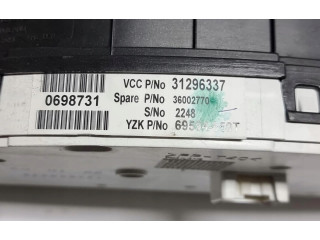 VCC P/No 31296337
0698731 Spare P/No 36002770
S/No 2248
YZK P/No